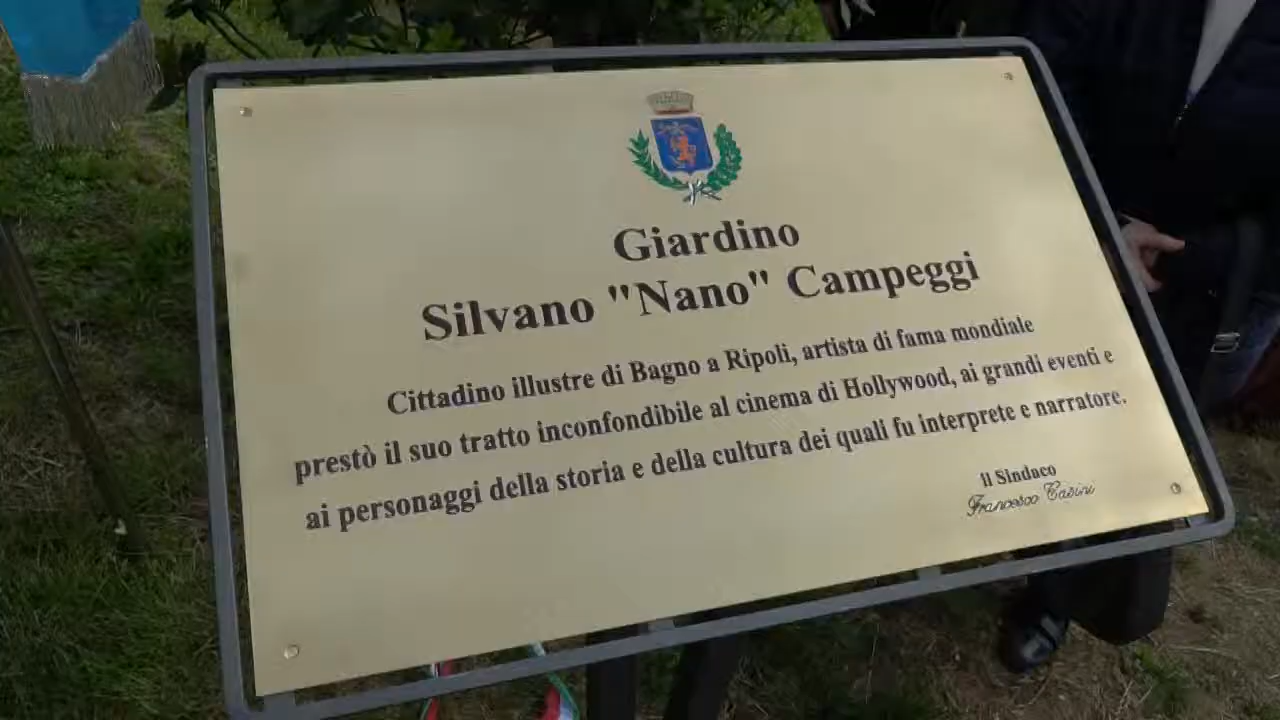 Giardino
Silvano "Nano" Campeggi
Cittadino illustre di Bagno a Ripoli, artista di fama mondiale
prestò il suo tratto inconfondibile al cinema di Hollywood, ai grandi eventi e
ai personaggi della storia e della cultura dei quali fu interprete e narratore.
il Sindaco
Francesco Casini